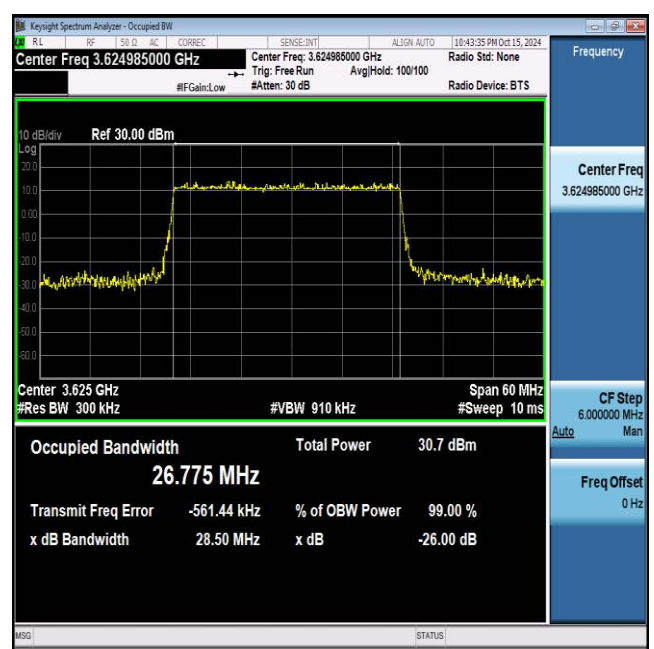 Keysight Spectrum Analyzer - Occupied BW
RL RF 50 Ω AC CORREC SENSE:INT ALIGN AUTO 10:43:35 PM Oct 15, 2024
Center Freq 3.624985000 GHz Center Freq: 3.624985000 GHz Radio Std: None
Trig: Free Run Avg|Hold: 100/100
#IFGain:Low #Atten: 30 dB Radio Device: BTS
10 dB/div Ref 30.00 dBm
Log
20.0
10.0
0.00
-10.0
-20.0
-30.0
-40.0
-50.0
-60.0
Center 3.625 GHz Span 60 MHz
#Res BW 300 kHz #VBW 910 kHz #Sweep 10 ms
Occupied Bandwidth Total Power 30.7 dBm
26.775 MHz
Transmit Freq Error -561.44 kHz % of OBW Power 99.00 %
x dB Bandwidth 28.50 MHz x dB -26.00 dB
Frequency
Center Freq
3.624985000 GHz
CF Step
6.000000 MHz
Auto Man
Freq Offset
0 Hz
MSG STATUS